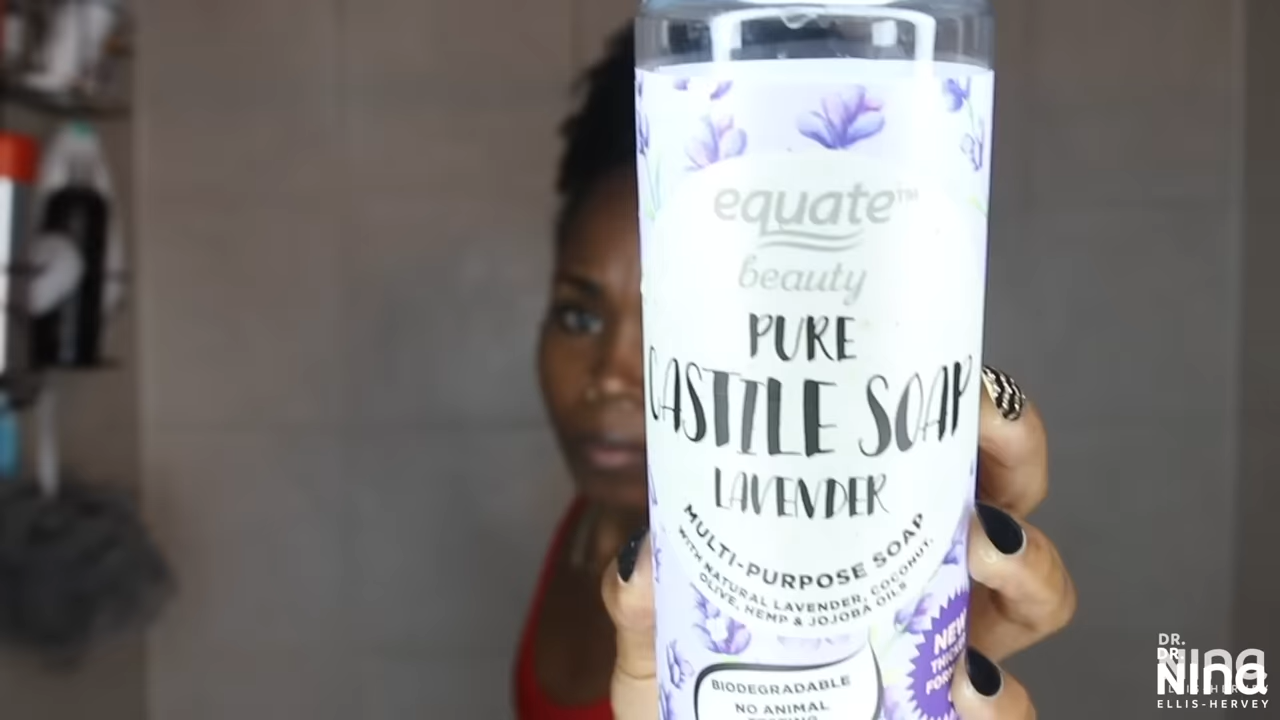 equate™
beauty
PURE
CASTILE SOAP
LAVENDER
MULTI-PURPOSE SOAP
WITH NATURAL LAVENDER, COCONUT,
OLIVE, HEMP & JOJOBA OILS
NEW
BIODEGRADABLE
NO ANIMAL
TESTING
DR.
Nina
ELLIS-HERVEY